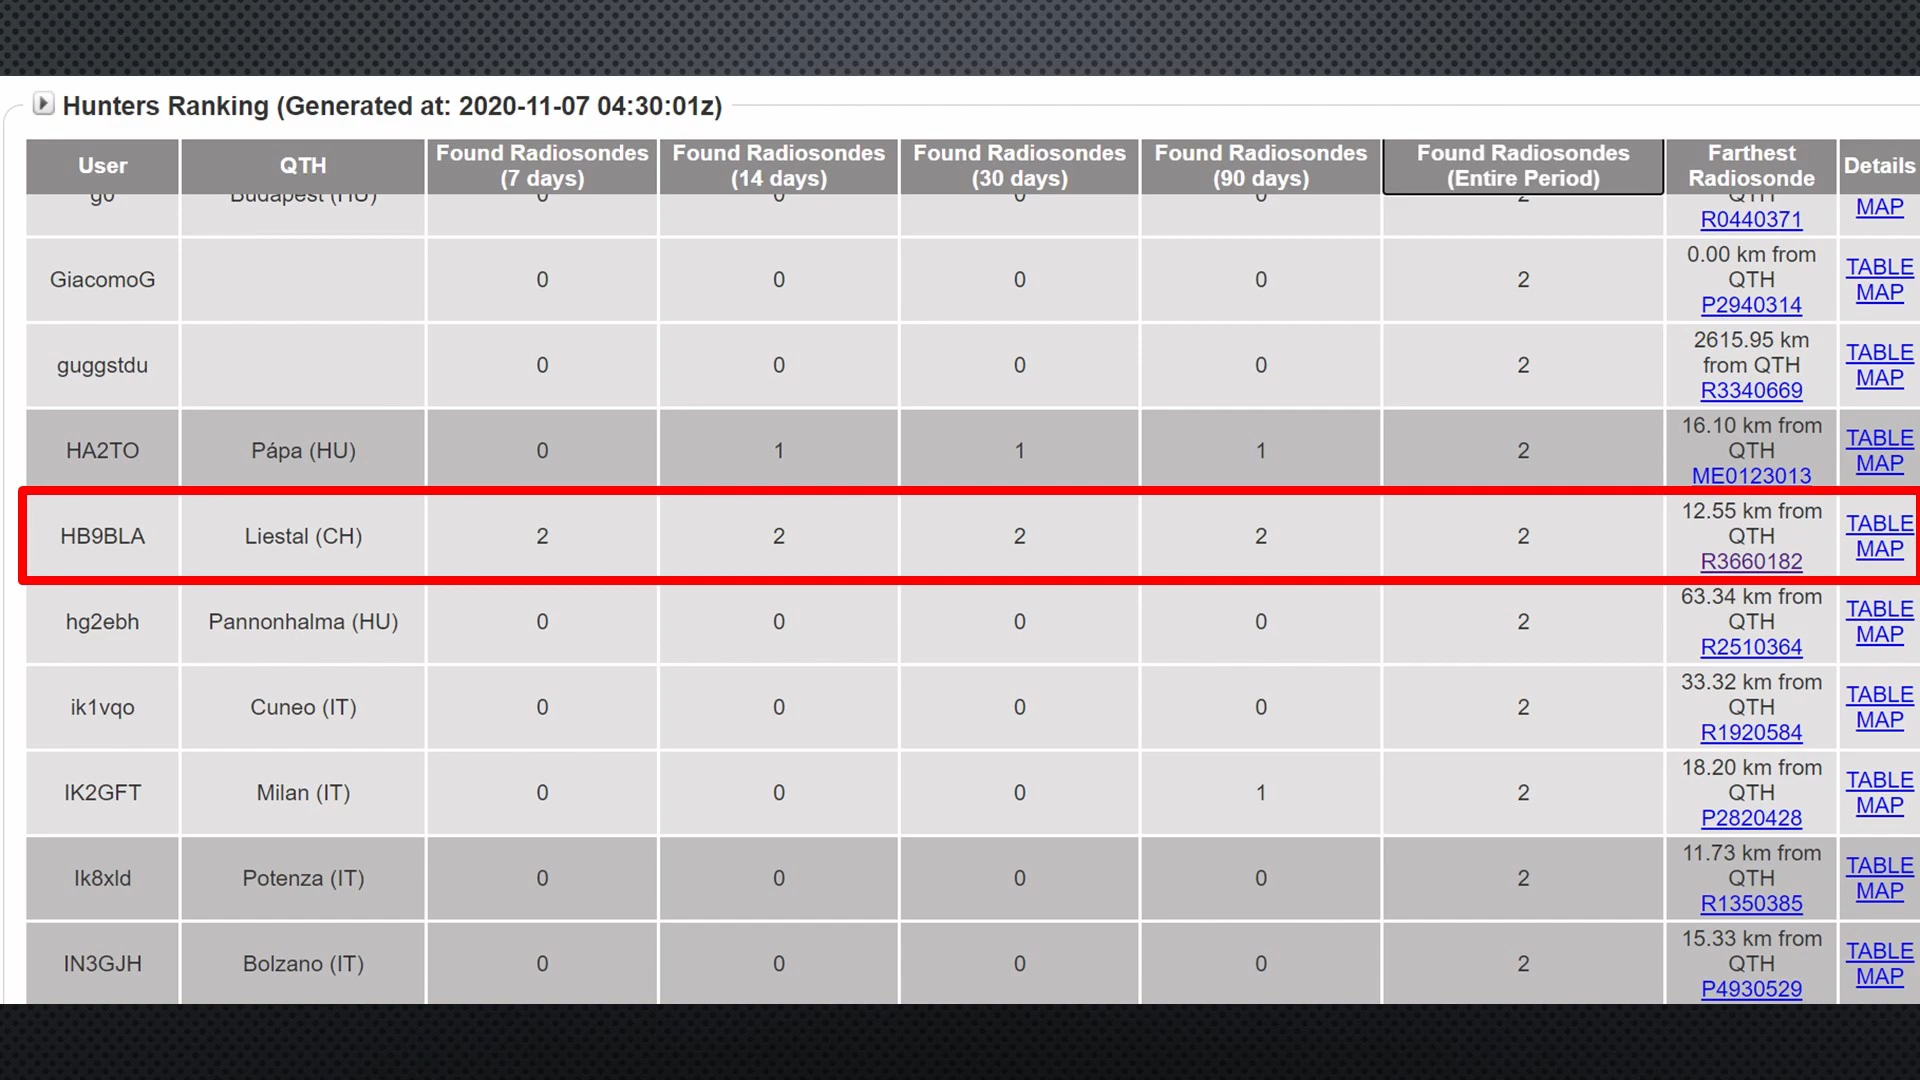 Hunters Ranking (Generated at: 2020-11-07 04:30:01z)
User QTH Found Radiosondes (7 days) Found Radiosondes (14 days) Found Radiosondes (30 days) Found Radiosondes (90 days) Found Radiosondes (Entire Period) Farthest Radiosonde Details
R0440371 MAP
GiacomoG 0 0 0 0 2 0.00 km from QTH P2940314 TABLE MAP
guggstdu 0 0 0 0 2 2615.95 km from QTH R3340669 TABLE MAP
HA2TO Pápa (HU) 0 1 1 1 2 16.10 km from QTH ME0123013 TABLE MAP
HB9BLA Liestal (CH) 2 2 2 2 2 12.55 km from QTH R3660182 TABLE MAP
hg2ebh Pannonhalma (HU) 0 0 0 0 2 63.34 km from QTH R2510364 TABLE MAP
ik1vqo Cuneo (IT) 0 0 0 0 2 33.32 km from QTH R1920584 TABLE MAP
IK2GFT Milan (IT) 0 0 0 1 2 18.20 km from QTH P2820428 TABLE MAP
Ik8xld Potenza (IT) 0 0 0 0 2 11.73 km from QTH R1350385 TABLE MAP
IN3GJH Bolzano (IT) 0 0 0 0 2 15.33 km from QTH P4930529 TABLE MAP